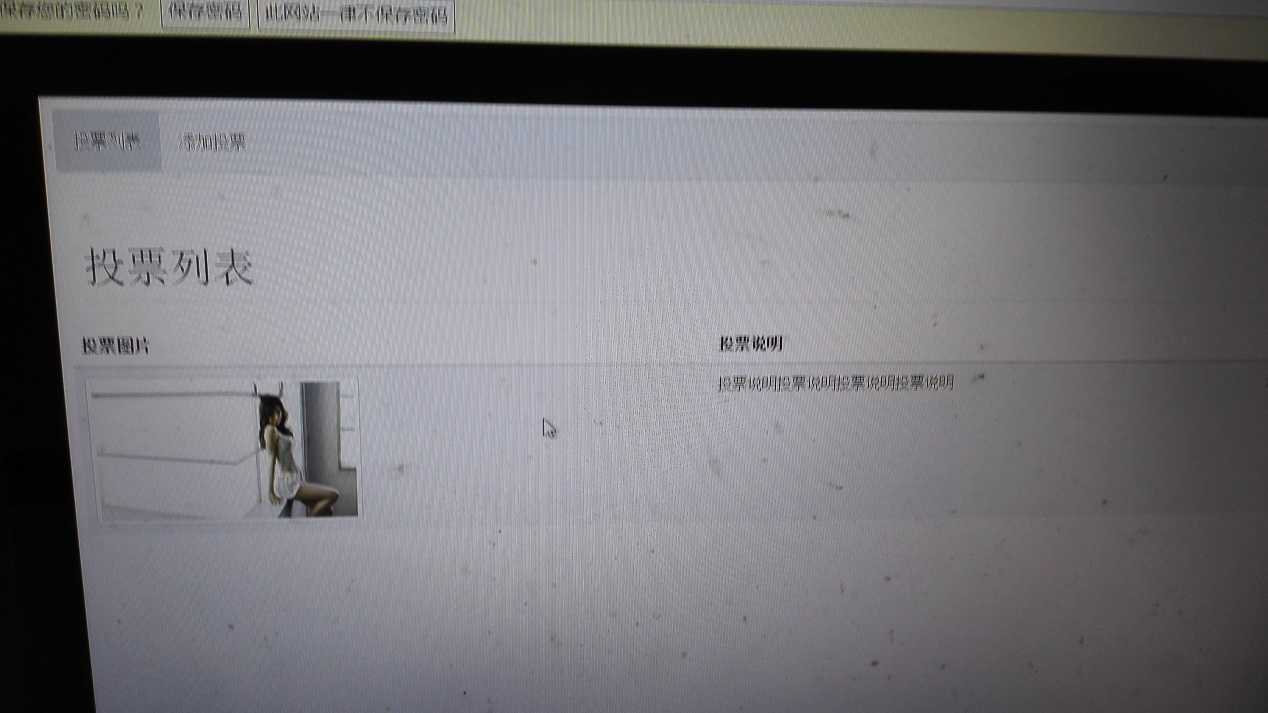 保存您的密码吗？ 保存密码 此网站一律不保存密码
投票列表 添加投票
投票列表
投票图片 投票说明
投票说明投票说明投票说明投票说明